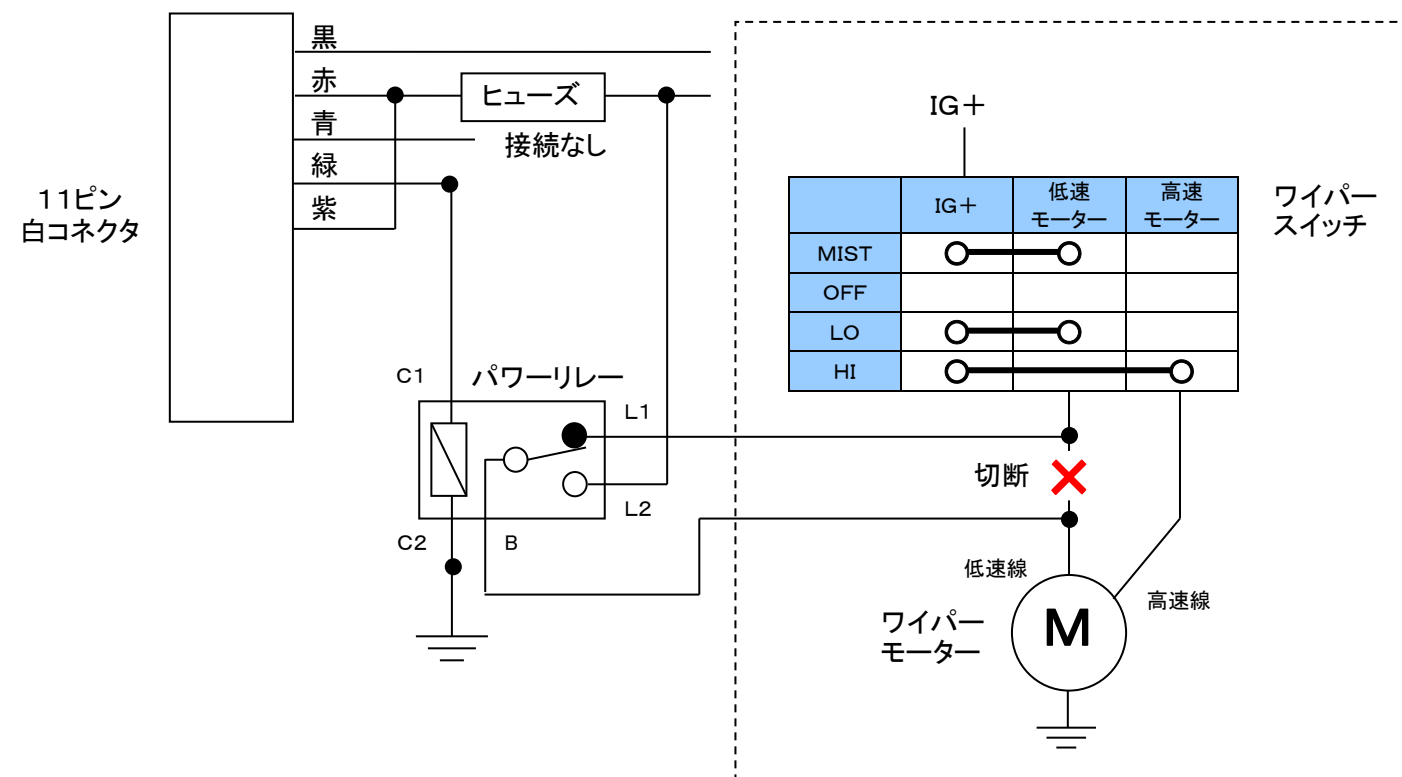 黒
赤
青
緑
紫
11ピン
白コネクタ
ヒューズ
接続なし
C1
パワーリレー
L1
L2
C2
B
IG+
IG+
低速
モーター
高速
モーター
MIST
OFF
LO
HI
ワイパー
スイッチ
切断
低速線
高速線
ワイパー
モーター
M